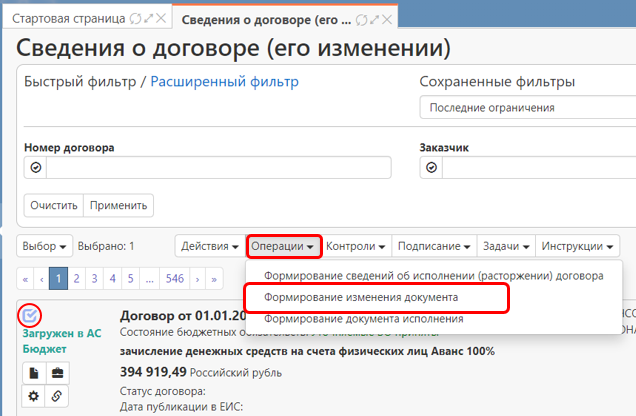 Стартовая страница
Сведения о договоре (его ...
Сведения о договоре (его изменении)
Быстрый фильтр / Расширенный фильтр
Сохраненные фильтры
Последние ограничения
Номер договора
Заказчик
Очистить Применить
Выбор Выбрано: 1 Действия Операции Контроли Подписание Задачи Инструкции
« ‹ 1 2 3 4 5 ... 546 › »
Формирование сведений об исполнении (расторжении) договора
Формирование изменения документа
Формирование документа исполнения
Загружен в АС
Бюджет
Договор от 01.01.20
Состояние бюджетных
зачисление денежных средств на счета физических лиц Аванс 100%
394 919,49 Российский рубль
Статус договора:
Дата публикации в ЕИС: